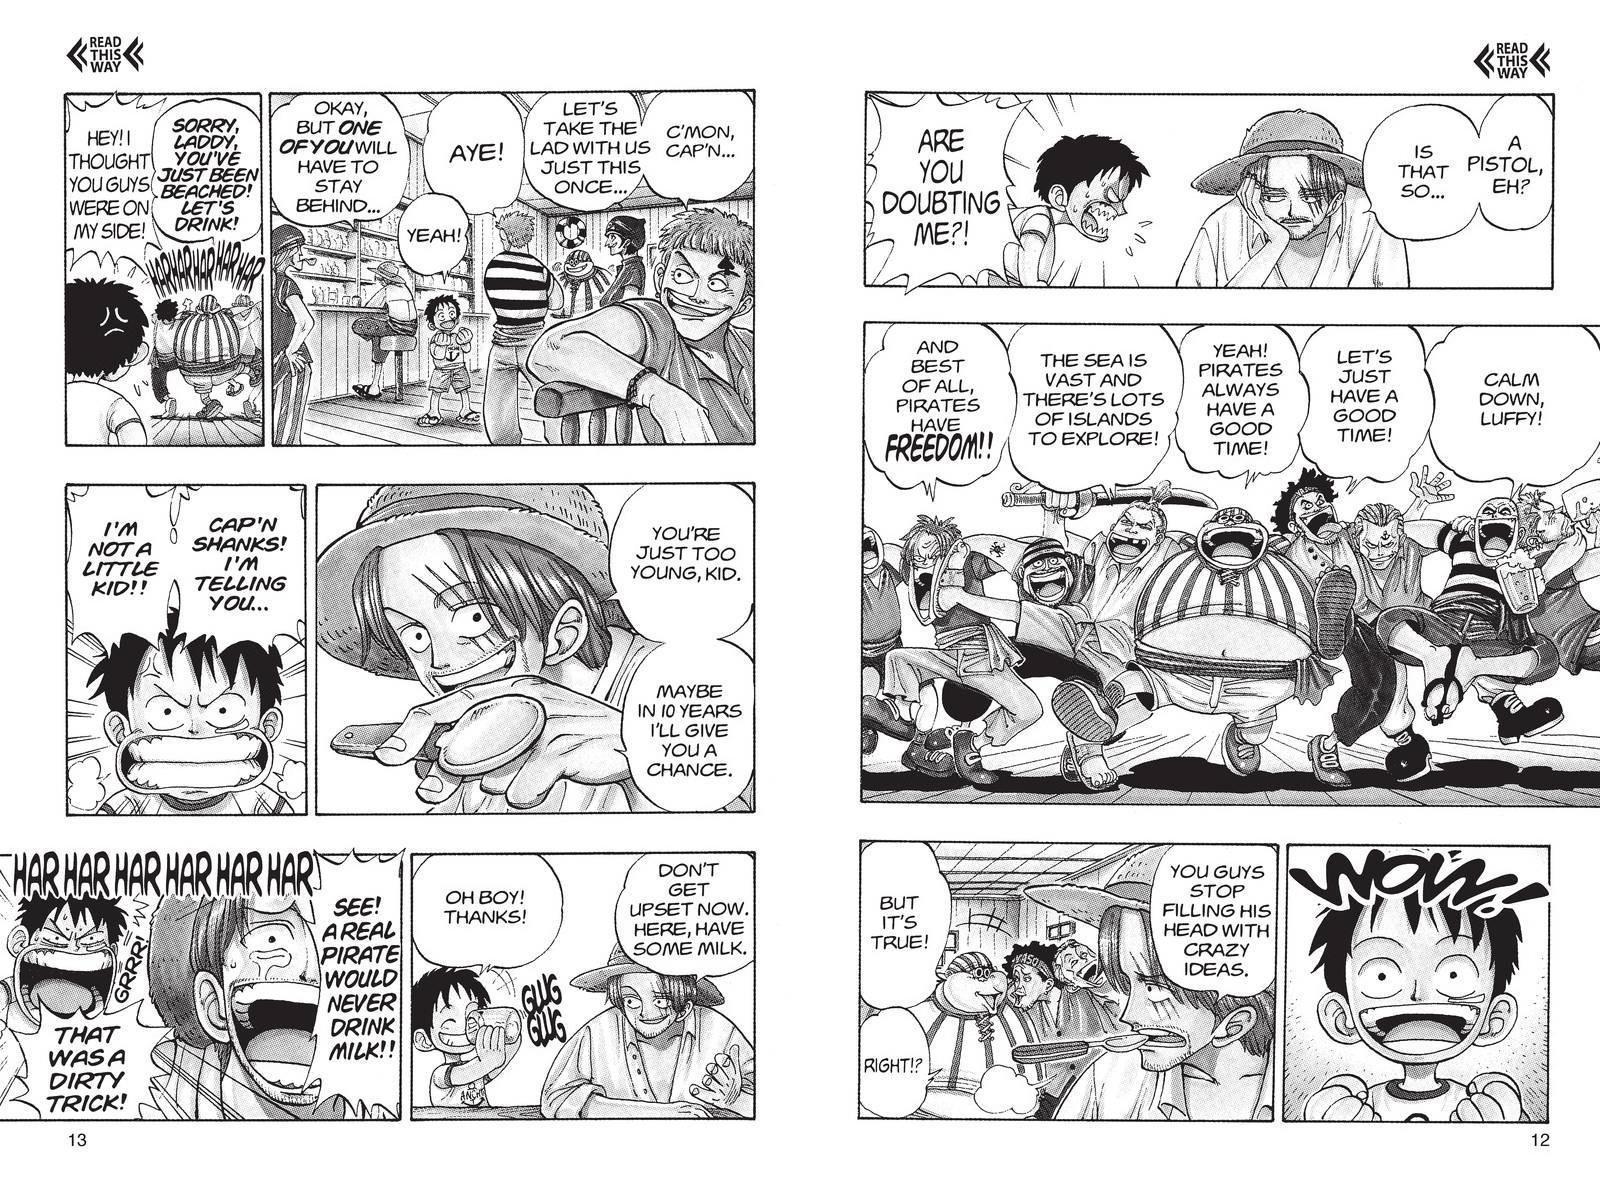 READ
THIS
WAY
A
PISTOL,
EH?
IS
THAT
SO...
ARE
YOU
DOUBTING
ME?!
CALM
DOWN,
LUFFY!
LET'S
JUST
HAVE A
GOOD
TIME!
YEAH!
PIRATES
ALWAYS
HAVE A
GOOD
TIME!
THE SEA IS
VAST AND
THERE'S LOTS
OF ISLANDS
TO EXPLORE!
AND
BEST
OF ALL,
PIRATES
HAVE
FREEDOM!!
WOW!!
YOU GUYS
STOP
FILLING HIS
HEAD WITH
CRAZY
IDEAS.
BUT
IT'S
TRUE!
RIGHT!?
12
READ
THIS
WAY
C'MON,
CAP'N...
LET'S
TAKE THE
LAD WITH US
JUST THIS
ONCE...
AYE!
YEAH!
OKAY,
BUT ONE
OF YOU WILL
HAVE TO
STAY
BEHIND...
SORRY,
LADDY,
YOU'VE
JUST BEEN
BEACHED!
LET'S
DRINK!
HARHARHAR HAR HAR
HEY! I
THOUGHT
YOU GUYS
WERE ON
MY SIDE!
YOU'RE
JUST TOO
YOUNG, KID.
MAYBE
IN 10 YEARS
I'LL GIVE
YOU A
CHANCE.
CAP'N
SHANKS!
I'M
TELLING
YOU...
I'M
NOT A
LITTLE
KID!!
DON'T
GET
UPSET NOW.
HERE, HAVE
SOME MILK.
OH BOY!
THANKS!
GLUG
GLUG
ANCHO
SEE!
A REAL
PIRATE
WOULD
NEVER
DRINK
MILK!!
HAR HAR HAR HAR HAR HAR
GRRR!
THAT
WAS A
DIRTY
TRICK!
13